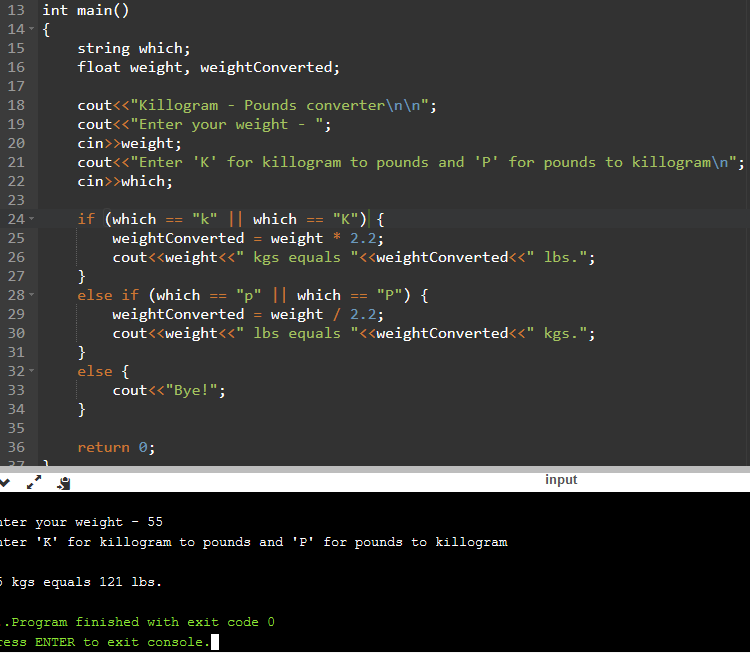 13 int main()
14 {
15 string which;
16 float weight, weightConverted;
17
18 cout<<"Killogram - Pounds converter\n\n";
19 cout<<"Enter your weight - ";
20 cin>>weight;
21 cout<<"Enter 'K' for killogram to pounds and 'P' for pounds to killogram\n";
22 cin>>which;
23
24 if (which == "k" || which == "K") {
25 weightConverted = weight * 2.2;
26 cout<<weight<<" kgs equals "<<weightConverted<<" lbs.";
27 }
28 else if (which == "p" || which == "P") {
29 weightConverted = weight / 2.2;
30 cout<<weight<<" lbs equals "<<weightConverted<<" kgs.";
31 }
32 else {
33 cout<<"Bye!";
34 }
35
36 return 0;
37 }
input
nter your weight - 55
nter 'K' for killogram to pounds and 'P' for pounds to killogram
5 kgs equals 121 lbs.
..Program finished with exit code 0
ress ENTER to exit console.